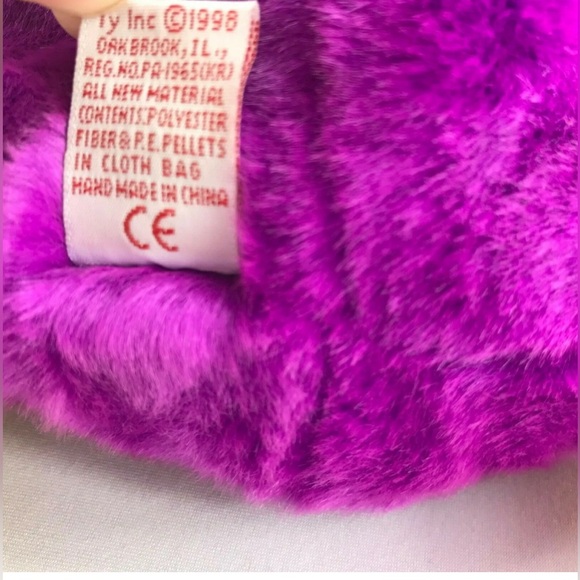 Ty Inc ©1998
OAKBROOK, IL.,
REG.NO.PA-1965(KR)
ALL NEW MATERIAL
CONTENTS:POLYESTER
FIBER & P.E. PELLETS
IN CLOTH BAG
HAND MADE IN CHINA
CE